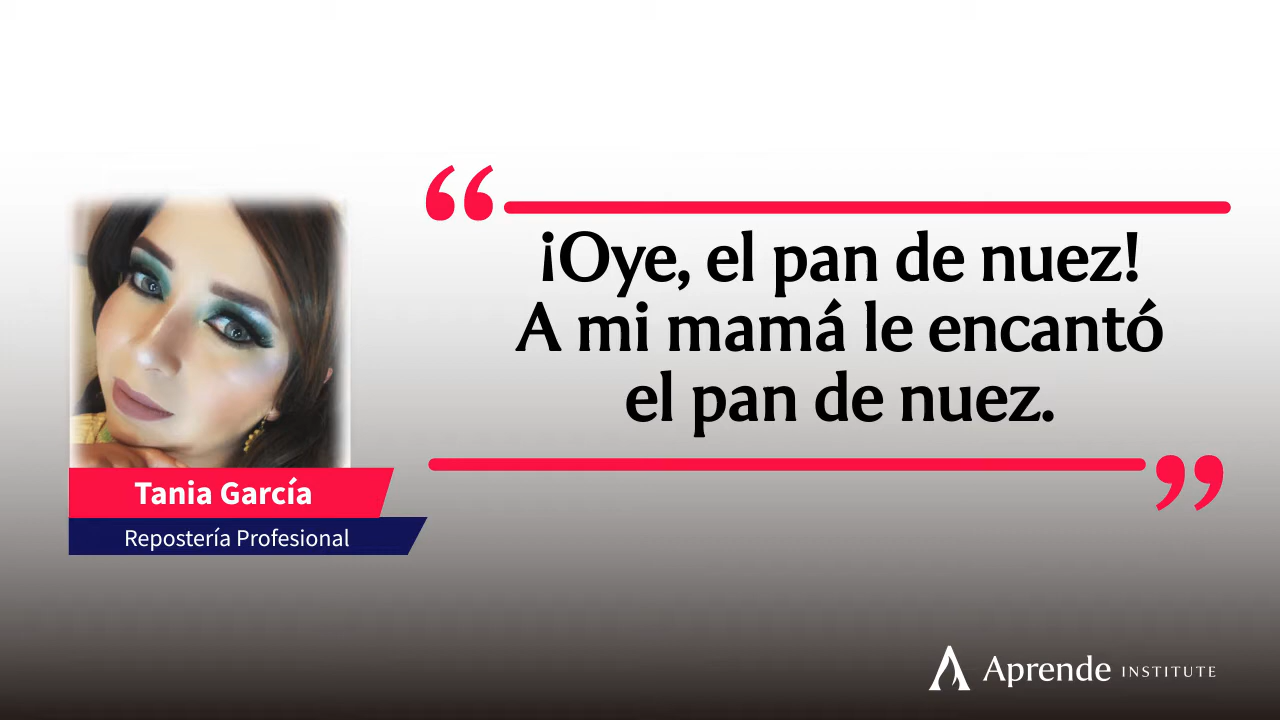 ¡Oye, el pan de nuez!
A mi mamá le encantó
el pan de nuez.
Tania García
Repostería Profesional
Aprende INSTITUTE